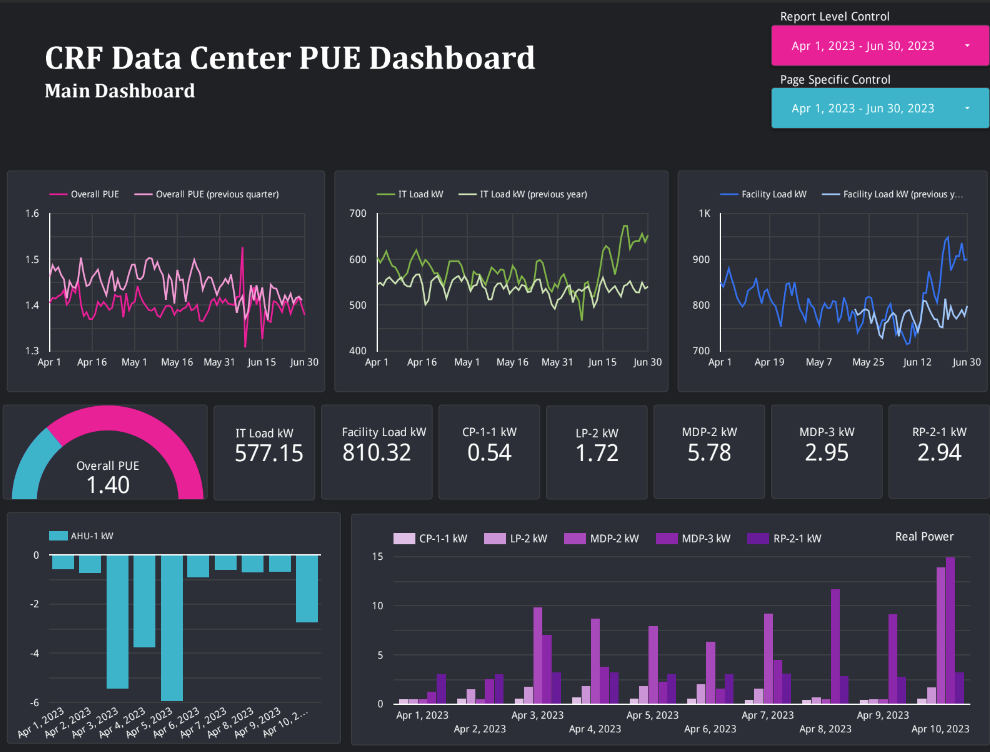 Report Level Control
Apr 1, 2023 - Jun 30, 2023
CRF Data Center PUE Dashboard
Main Dashboard
Page Specific Control
Apr 1, 2023 - Jun 30, 2023
Overall PUE Overall PUE (previous quarter)
1.6
1.5
1.4
1.3
Apr 1 Apr 16 May 1 May 16 May 31 Jun 15 Jun 30
IT Load kW IT Load kW (previous year)
700
600
500
400
Apr 1 Apr 16 May 1 May 16 May 31 Jun 15 Jun 30
Facility Load kW Facility Load kW (previous y...
1K
900
800
700
Apr 1 Apr 19 May 7 May 25 Jun 12 Jun 30
Overall PUE
1.40
IT Load kW
577.15
Facility Load kW
810.32
CP-1-1 kW
0.54
LP-2 kW
1.72
MDP-2 kW
5.78
MDP-3 kW
2.95
RP-2-1 kW
2.94
AHU-1 kW
0
-2
-4
-6
Apr 1, 2023 Apr 2, 2023 Apr 3, 2023 Apr 4, 2023 Apr 5, 2023 Apr 6, 2023 Apr 7, 2023 Apr 8, 2023 Apr 9, 2023 Apr 10, 2...
CP-1-1 kW LP-2 kW MDP-2 kW MDP-3 kW RP-2-1 kW
Real Power
15
10
5
0
Apr 1, 2023 Apr 3, 2023 Apr 5, 2023 Apr 7, 2023 Apr 9, 2023
Apr 2, 2023 Apr 4, 2023 Apr 6, 2023 Apr 8, 2023 Apr 10, 2023